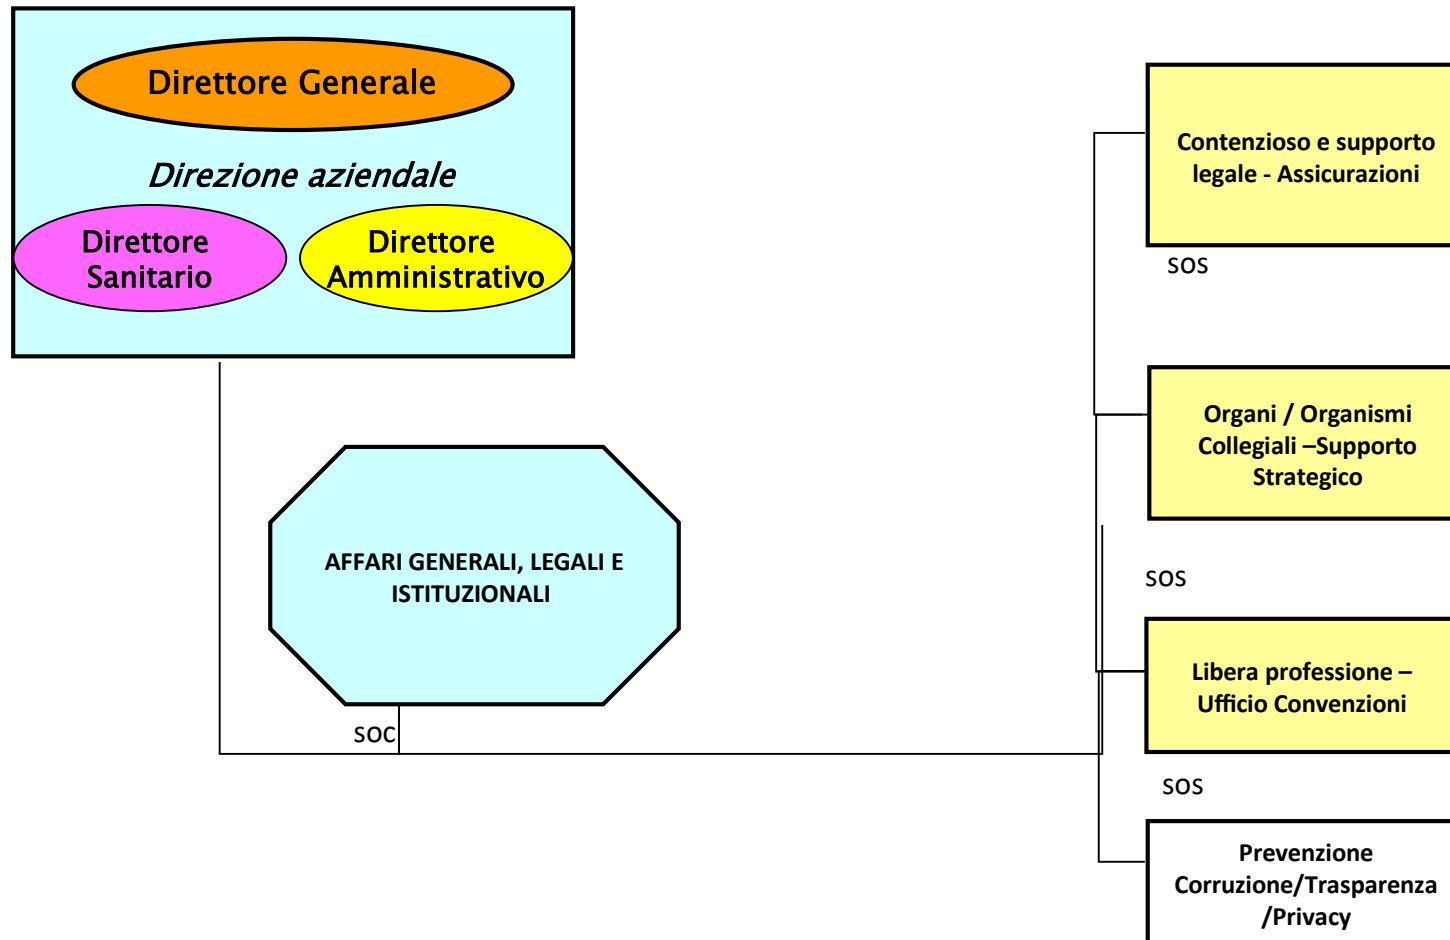 Direttore Generale
Direzione aziendale
Direttore
Sanitario
Direttore
Amministrativo
AFFARI GENERALI, LEGALI E
ISTITUZIONALI
SOC
Contenzioso e supporto
legale - Assicurazioni
SOS
Organi / Organismi
Collegiali –Supporto
Strategico
SOS
Libera professione –
Ufficio Convenzioni
SOS
Prevenzione
Corruzione/Trasparenza
/Privacy